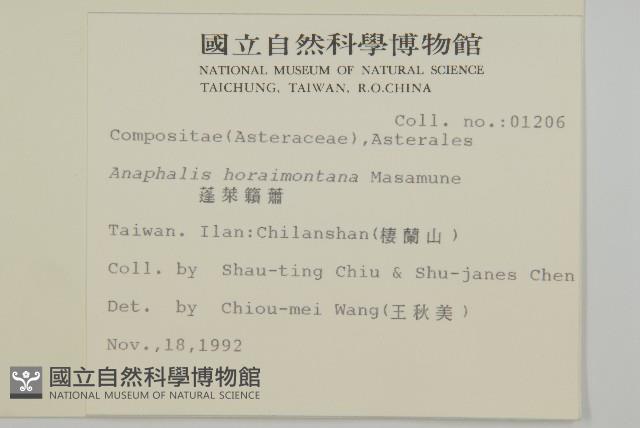 國立自然科學博物館
NATIONAL MUSEUM OF NATURAL SCIENCE
TAICHUNG, TAIWAN, R.O.CHINA
Coll. no.:01206
Compositae(Asteraceae),Asterales
Anaphalis horaimontana Masamune
蓬萊籟蕭
Taiwan. Ilan:Chilanshan(棲蘭山)
Coll. by Shau-ting Chiu & Shu-janes Chen
Det. by Chiou-mei Wang(王秋美)
Nov.,18,1992
國立自然科學博物館
NATIONAL MUSEUM OF NATURAL SCIENCE